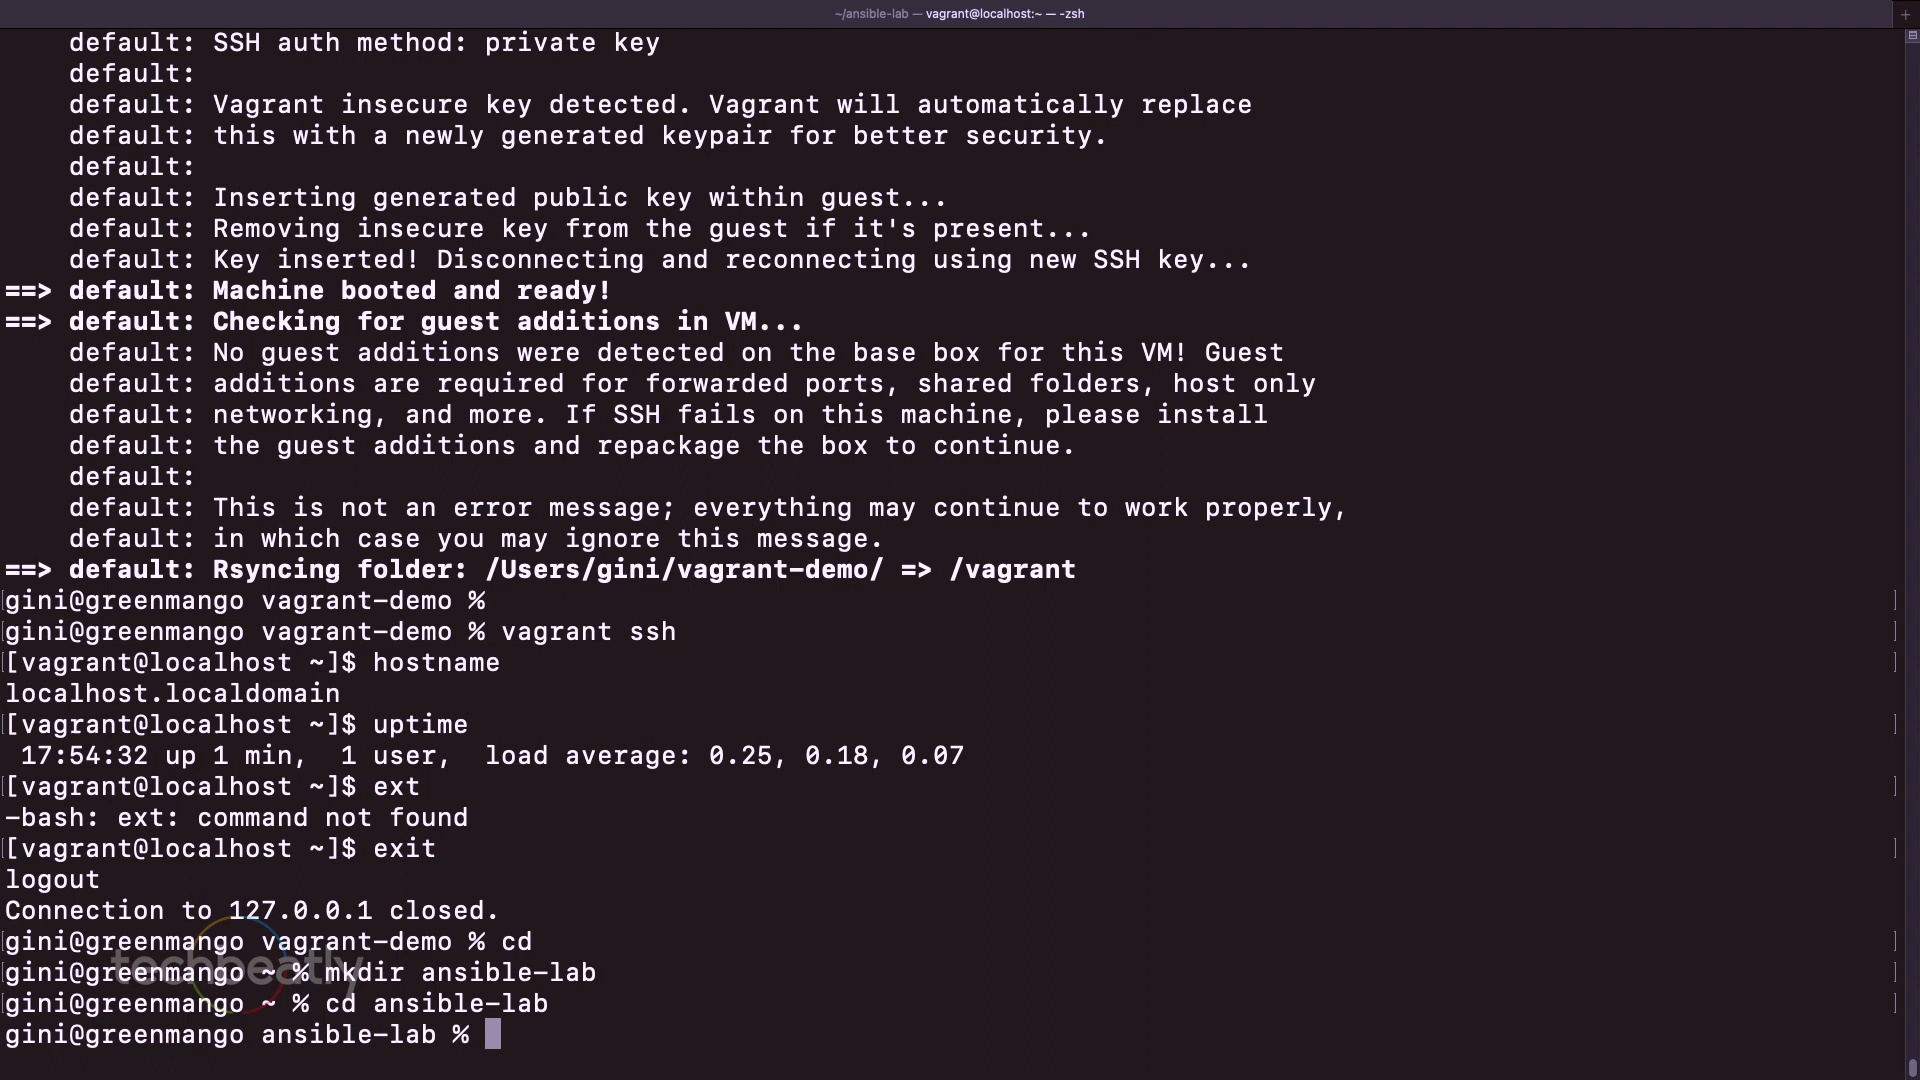 ~/ansible-lab — vagrant@localhost:~ — -zsh
default: SSH auth method: private key
default:
default: Vagrant insecure key detected. Vagrant will automatically replace
default: this with a newly generated keypair for better security.
default:
default: Inserting generated public key within guest...
default: Removing insecure key from the guest if it's present...
default: Key inserted! Disconnecting and reconnecting using new SSH key...
==> default: Machine booted and ready!
==> default: Checking for guest additions in VM...
default: No guest additions were detected on the base box for this VM! Guest
default: additions are required for forwarded ports, shared folders, host only
default: networking, and more. If SSH fails on this machine, please install
default: the guest additions and repackage the box to continue.
default:
default: This is not an error message; everything may continue to work properly,
default: in which case you may ignore this message.
==> default: Rsyncing folder: /Users/gini/vagrant-demo/ => /vagrant
gini@greenmango vagrant-demo %
gini@greenmango vagrant-demo % vagrant ssh
[vagrant@localhost ~]$ hostname
localhost.localdomain
[vagrant@localhost ~]$ uptime
17:54:32 up 1 min,  1 user,  load average: 0.25, 0.18, 0.07
[vagrant@localhost ~]$ ext
-bash: ext: command not found
[vagrant@localhost ~]$ exit
logout
Connection to 127.0.0.1 closed.
gini@greenmango vagrant-demo % cd
techbeatly
gini@greenmango ~ % mkdir ansible-lab
gini@greenmango ~ % cd ansible-lab
gini@greenmango ansible-lab %